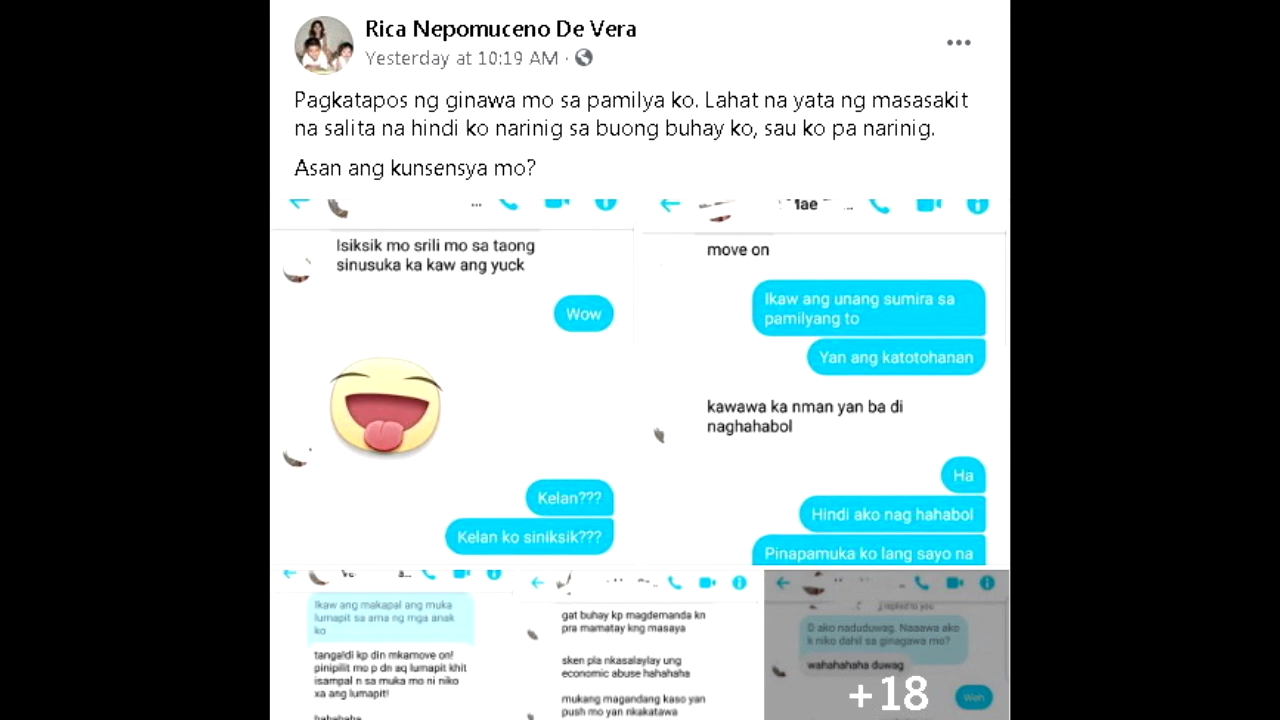 Rica Nepomuceno De Vera
Yesterday at 10:19 AM ·
Pagkatapos ng ginawa mo sa pamilya ko. Lahat na yata ng masasakit
na salita na hindi ko narinig sa buong buhay ko, sau ko pa narinig.
Asan ang kunsensya mo?
Isiksik mo srili mo sa taong
sinusuka ka kaw ang yuck
Wow
Kelan???
Kelan ko siniksik???
move on
Ikaw ang unang sumira sa
pamilyang to
Yan ang katotohanan
kawawa ka nman yan ba di
naghahabol
Ha
Hindi ako nag hahabol
Pinapamuka ko lang sayo na
Ikaw ang makapal ang muka
lumapit sa ama ng mga anak
ko
tangaldi kp din mkamove on!
pinipilit mo p dn aq lumapit khit
isampal n sa muka mo ni niko
xa ang lumapit!
hahahaha
gat buhay kp magdemanda kn
pra mamatay kng masaya
sken pla nkasalaylay ung
economic abuse hahahaha
mukang magandang kaso yan
push mo yan nkakatawa
replied to you
D ako naduduwag. Naaawa ako
k niko dahil sa ginagawa mo?
wahahahaha duwag
+18
Weh